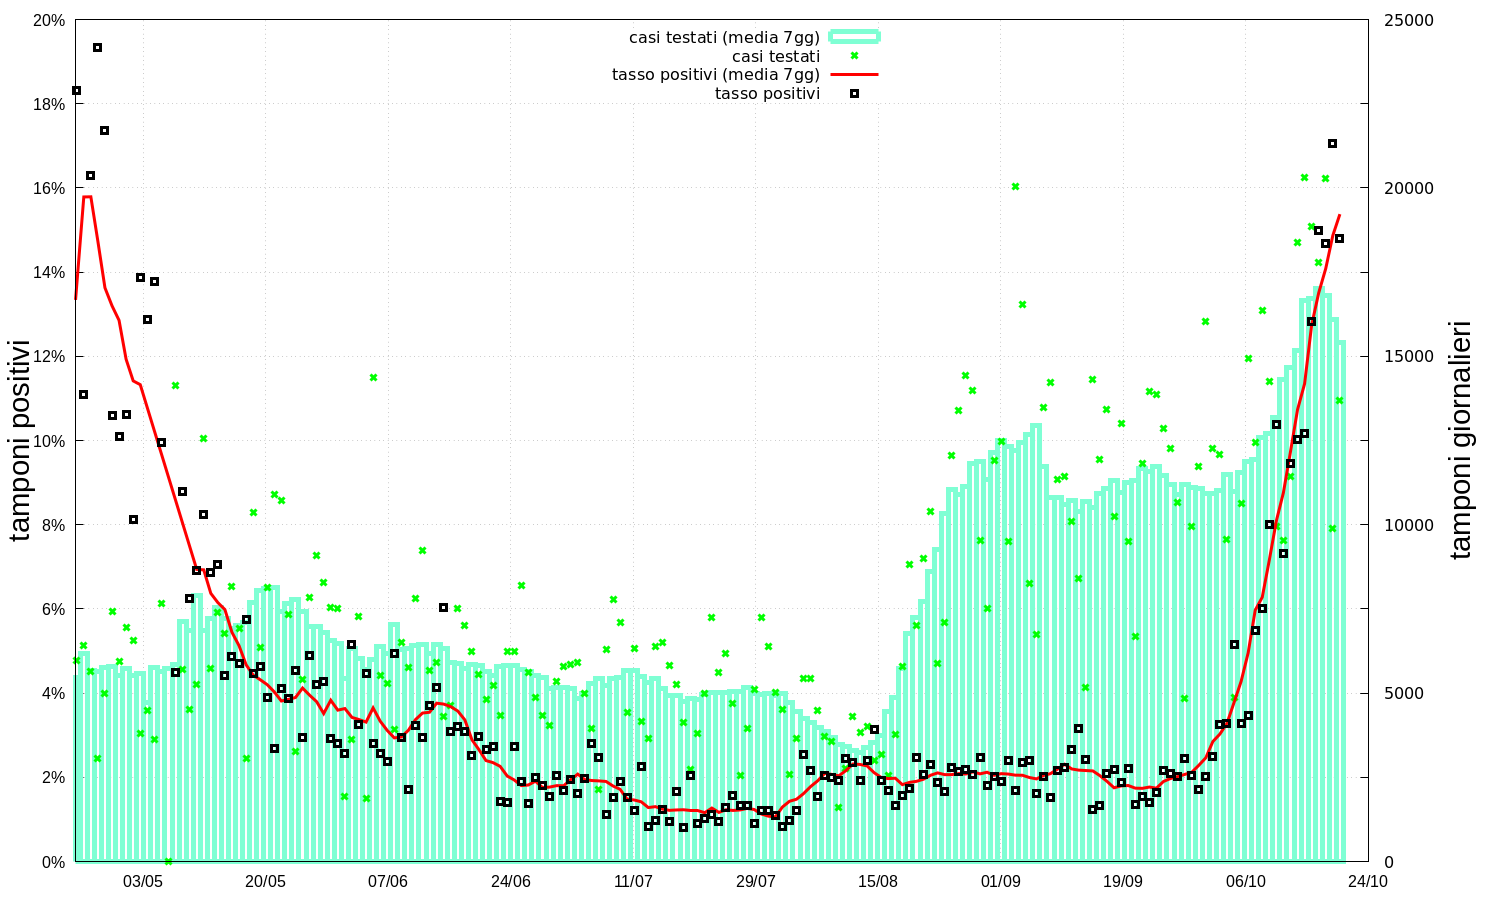 casi testati (media 7gg)
casi testati
tasso positivi (media 7gg)
tasso positivi
tamponi positivi
20%
18%
16%
14%
12%
10%
8%
6%
4%
2%
0%
25000
20000
15000
10000
5000
0
tamponi giornalieri
03/05 20/05 07/06 24/06 11/07 29/07 15/08 01/09 19/09 06/10 24/10